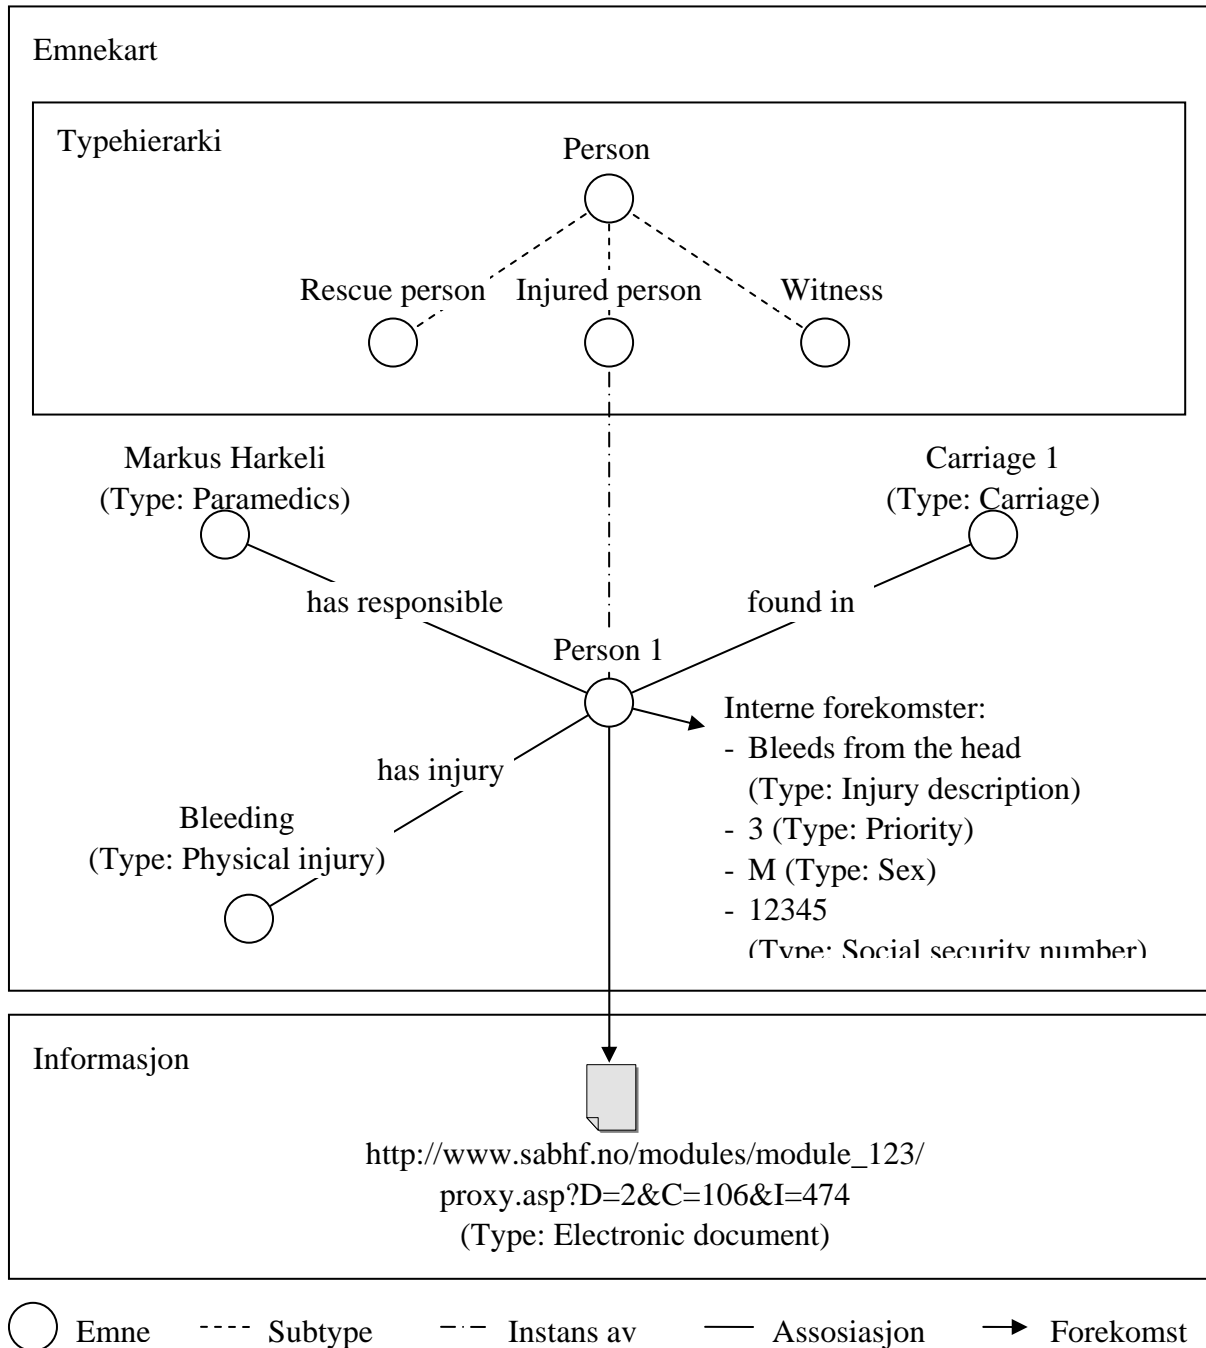 Emnekart
Typehierarki
Person
Rescue person
Injured person
Witness
Markus Harkeli
(Type: Paramedics)
Carriage 1
(Type: Carriage)
has responsible
found in
Person 1
Interne forekomster:
- Bleeds from the head
(Type: Injury description)
- 3 (Type: Priority)
- M (Type: Sex)
- 12345
(Type: Social security number)
has injury
Bleeding
(Type: Physical injury)
Informasjon
http://www.sabhf.no/modules/module_123/
proxy.asp?D=2&C=106&I=474
(Type: Electronic document)
Emne
Subtype
Instans av
Assosiasjon
Forekomst